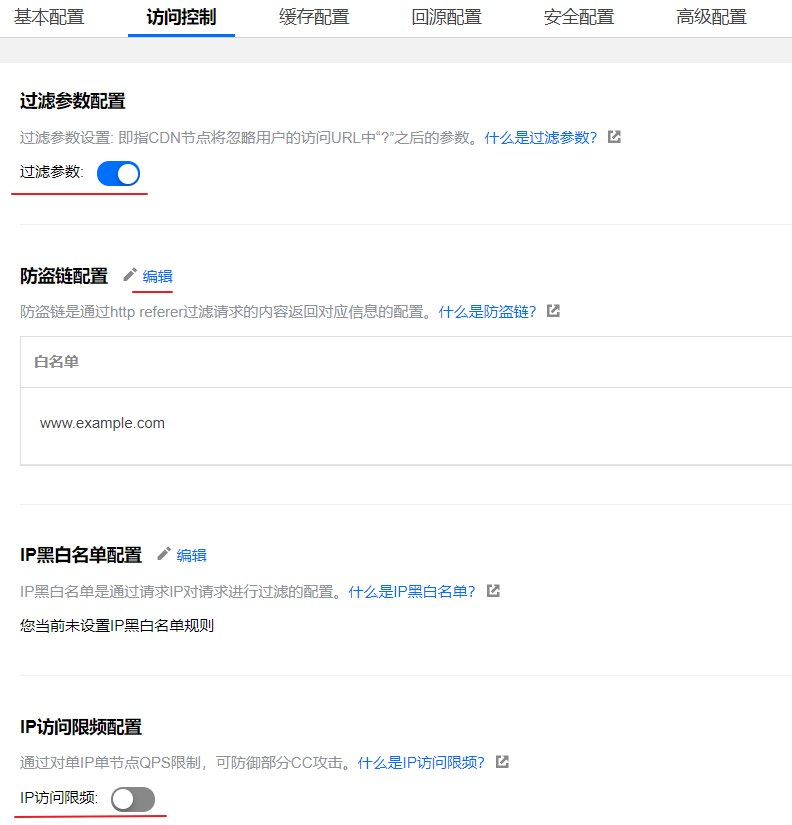 基本配置 访问控制 缓存配置 回源配置 安全配置 高级配置
过滤参数配置
过滤参数设置: 即指CDN节点将忽略用户的访问URL中“?”之后的参数。什么是过滤参数?
过滤参数:
防盗链配置 编辑
防盗链是通过http referer过滤请求的内容返回对应信息的配置。什么是防盗链?
白名单
www.example.com
IP黑白名单配置 编辑
IP黑白名单是通过请求IP对请求进行过滤的配置。什么是IP黑白名单?
您当前未设置IP黑白名单规则
IP访问限频配置
通过对单IP单节点QPS限制，可防御部分CC攻击。什么是IP访问限频?
IP访问限频: